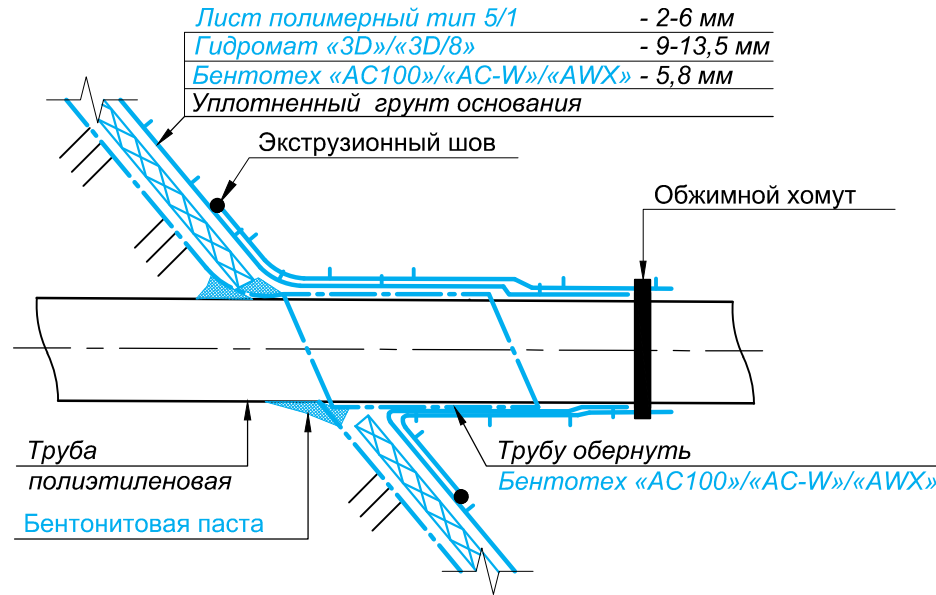 Лист полимерный тип 5/1 - 2-6 мм
Гидромат «3D»/«3D/8» - 9-13,5 мм
Бентотех «АС100»/«AC-W»/«AWX» - 5,8 мм
Уплотненный грунт основания
Экструзионный шов
Обжимной хомут
Труба
полиэтиленовая
Бентонитовая паста
Трубу обернуть
Бентотех «АС100»/«AC-W»/«AWX»